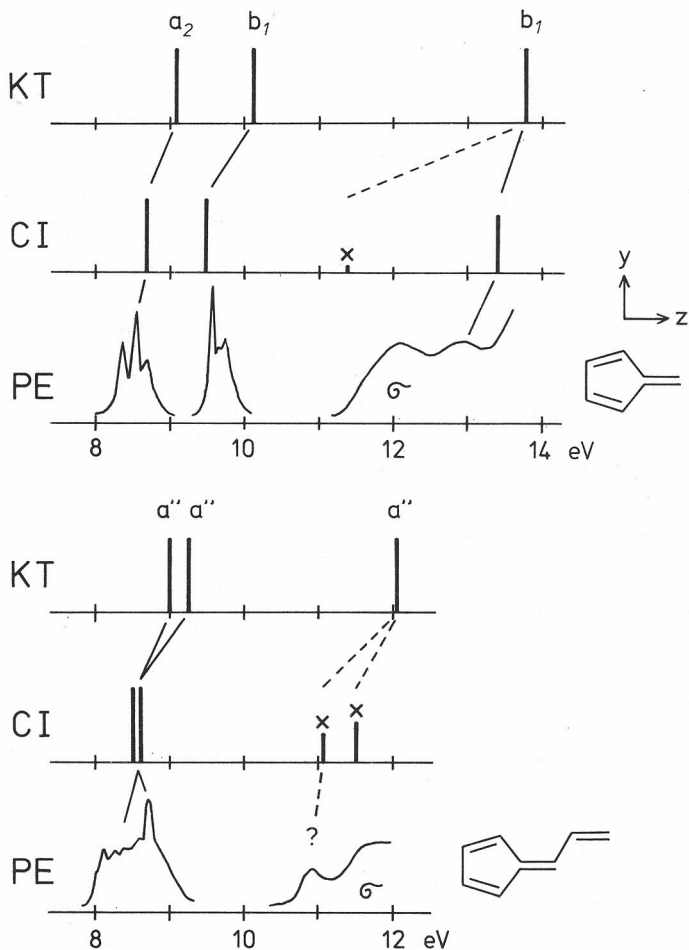 a₂ b₁ b₁
KT
CI
×
PE
σ
y
z
8 10 12 14 eV
a'' a'' a''
KT
CI
× ×
PE
?
σ
8 10 12 eV